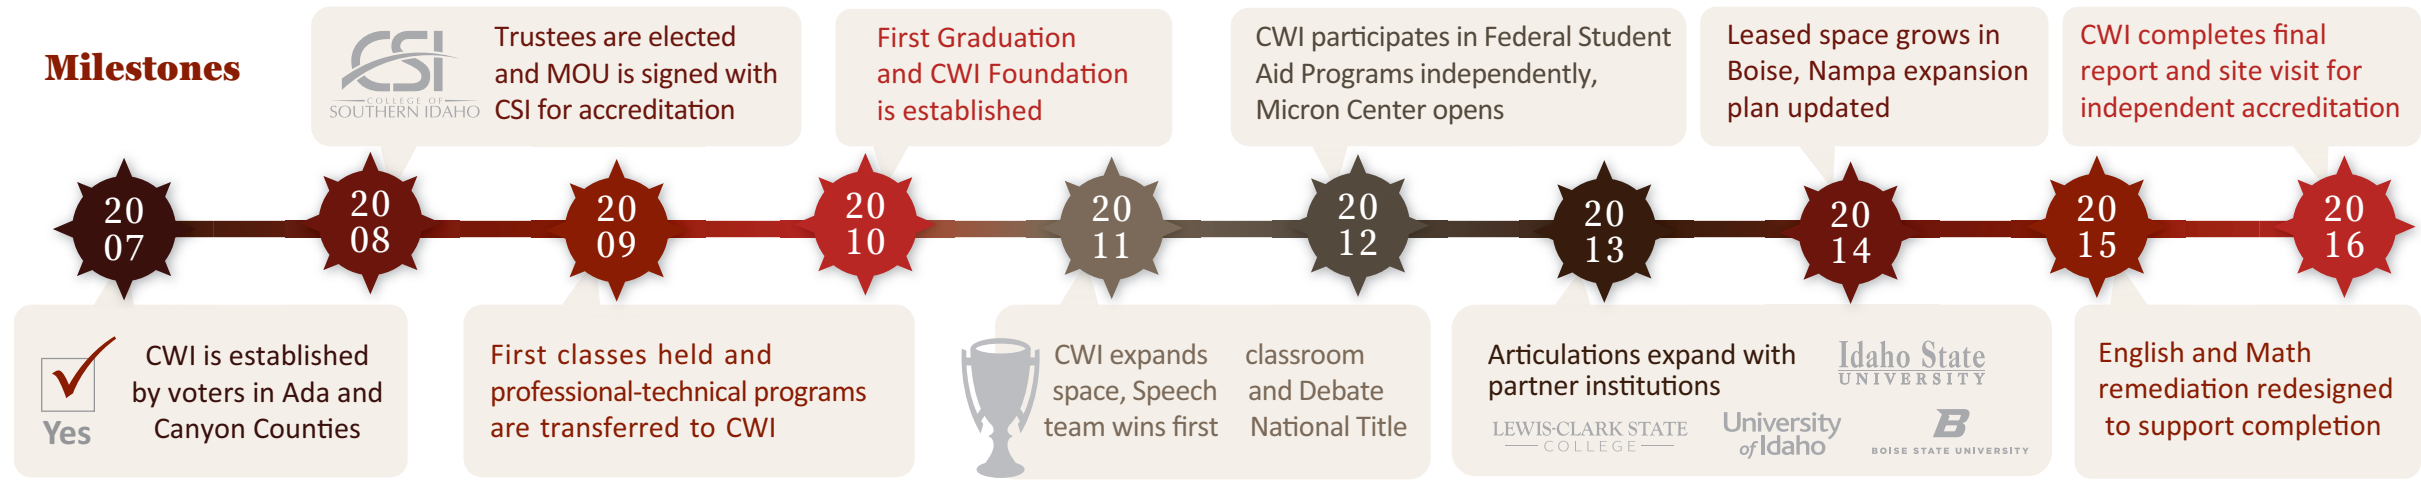 Milestones
CSI
COLLEGE OF
SOUTHERN IDAHO
Trustees are elected
and MOU is signed with
CSI for accreditation
First Graduation
and CWI Foundation
is established
CWI participates in Federal Student
Aid Programs independently,
Micron Center opens
Leased space grows in
Boise, Nampa expansion
plan updated
CWI completes final
report and site visit for
independent accreditation
20
07
20
08
20
09
20
10
20
11
20
12
20
13
20
14
20
15
20
16
Yes
CWI is established
by voters in Ada and
Canyon Counties
First classes held and
professional-technical programs
are transferred to CWI
CWI expands classroom
space, Speech and Debate
team wins first National Title
Articulations expand with
partner institutions
Idaho State
UNIVERSITY
LEWIS-CLARK STATE
COLLEGE
University
of Idaho
B
BOISE STATE UNIVERSITY
English and Math
remediation redesigned
to support completion